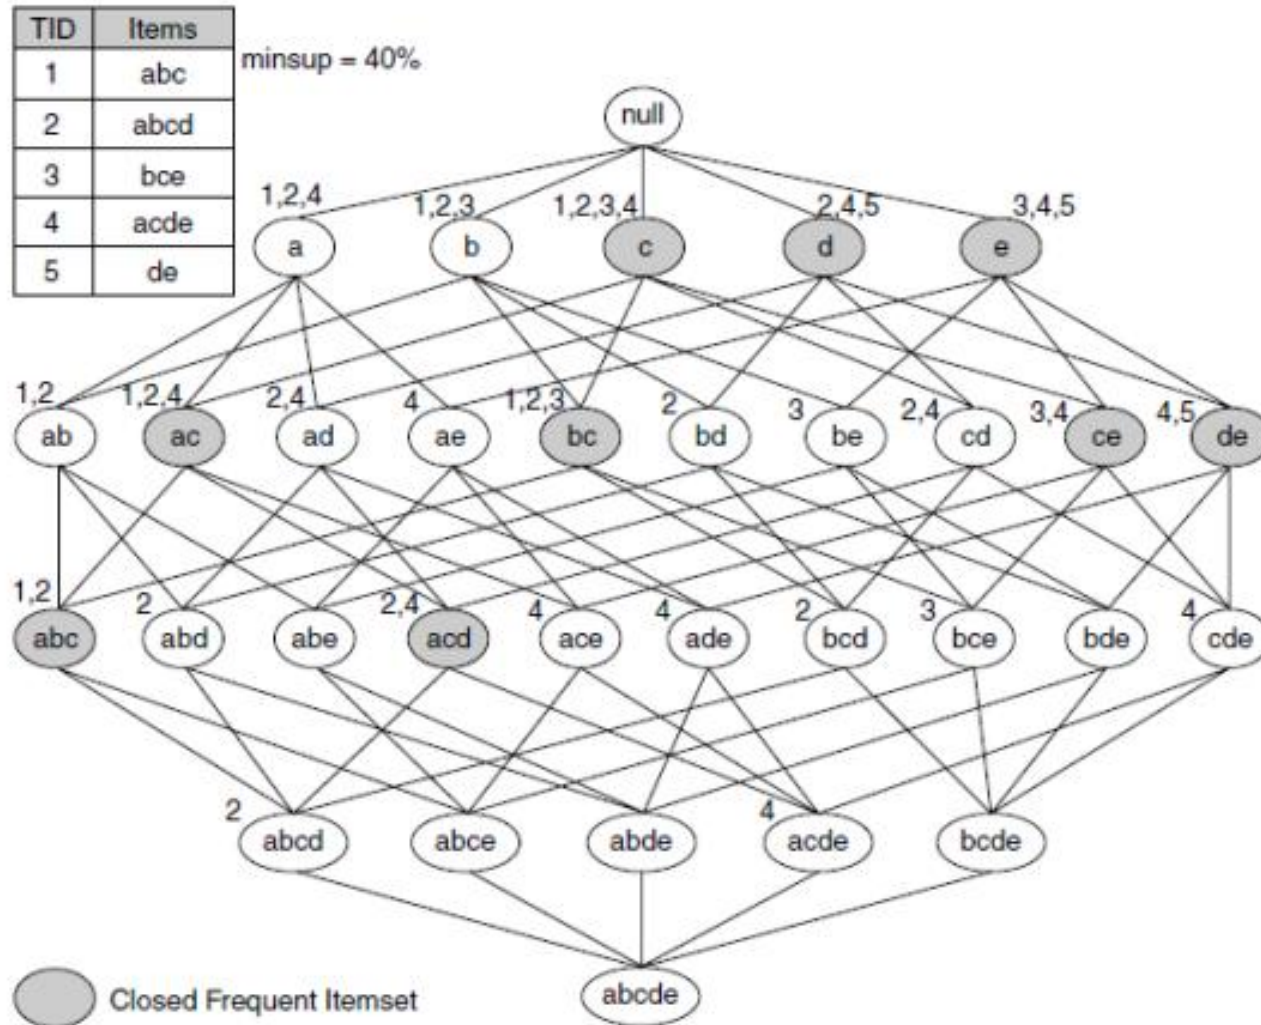 TID Items
1 abc
2 abcd
3 bce
4 acde
5 de
minsup = 40%
null
1,2,4 1,2,3 1,2,3,4 2,4,5 3,4,5
a b c d e
1,2 1,2,4 2,4 4 1,2,3 2 3 2,4 3,4 4,5
ab ac ad ae bc bd be cd ce de
1,2 2 2,4 4 4 2 3 4
abc abd abe acd ace ade bcd bce bde cde
2 4
abcd abce abde acde bcde
abcde
Closed Frequent Itemset